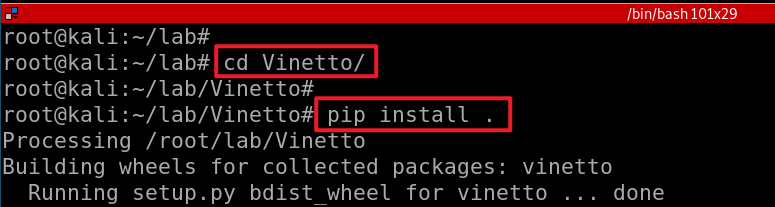 /bin/bash 101x29
root@kali:~/lab#
root@kali:~/lab# cd Vinetto/
root@kali:~/lab/Vinetto#
root@kali:~/lab/Vinetto# pip install .
Processing /root/lab/Vinetto
Building wheels for collected packages: vinetto
  Running setup.py bdist_wheel for vinetto ... done